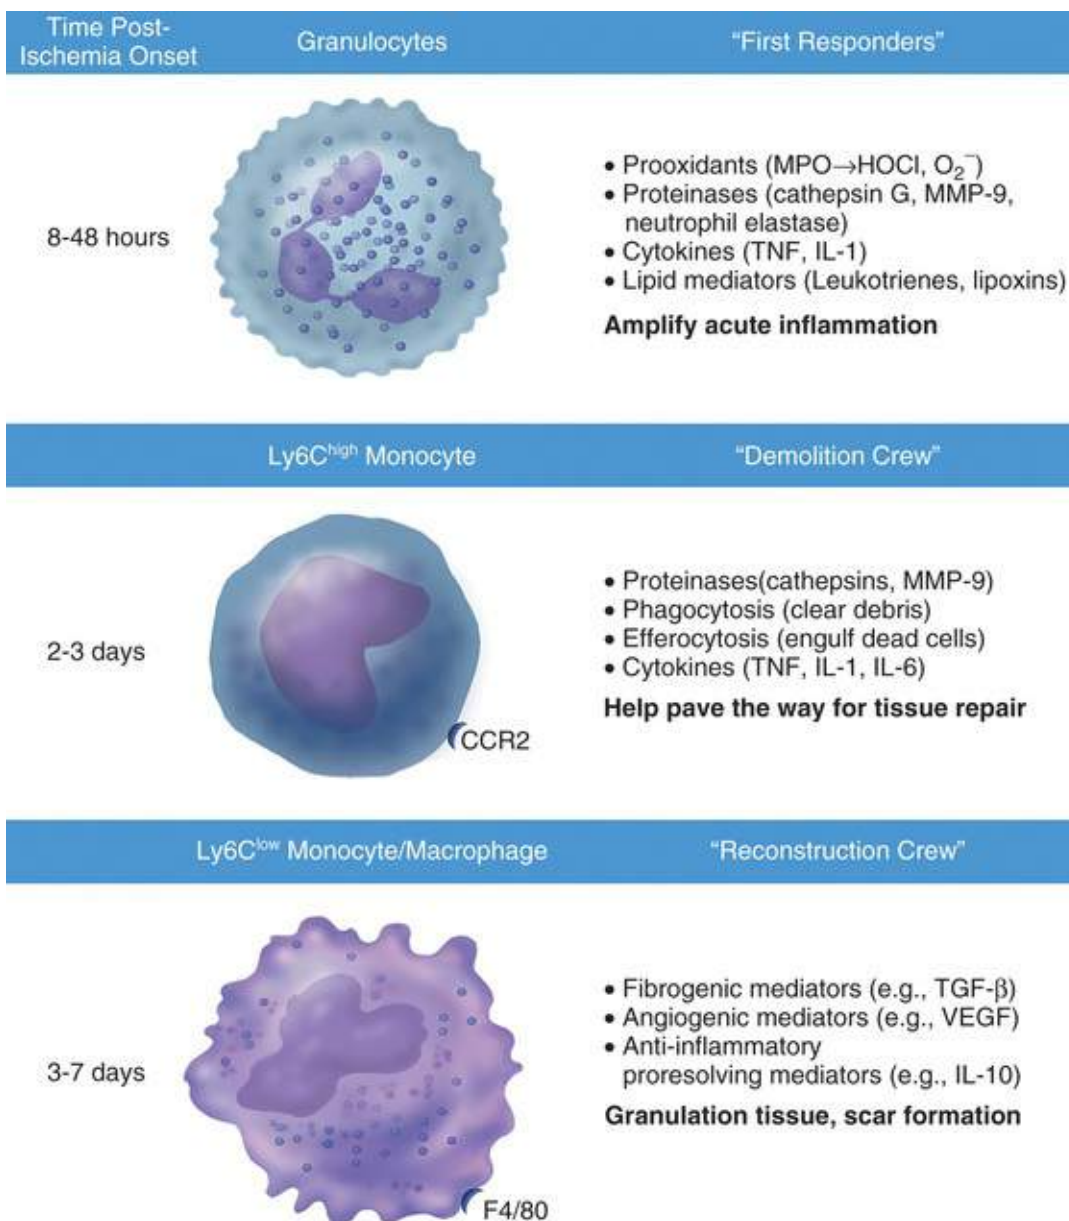 Time Post-
Ischemia Onset
Granulocytes
“First Responders”
8-48 hours
• Prooxidants (MPO→HOCl, O₂⁻)
• Proteinases (cathepsin G, MMP-9,
neutrophil elastase)
• Cytokines (TNF, IL-1)
• Lipid mediators (Leukotrienes, lipoxins)
Amplify acute inflammation
Ly6Cʰⁱᵍʰ Monocyte
“Demolition Crew”
2-3 days
CCR2
• Proteinases(cathepsins, MMP-9)
• Phagocytosis (clear debris)
• Efferocytosis (engulf dead cells)
• Cytokines (TNF, IL-1, IL-6)
Help pave the way for tissue repair
Ly6Cˡᵒʷ Monocyte/Macrophage
“Reconstruction Crew”
3-7 days
F4/80
• Fibrogenic mediators (e.g., TGF-β)
• Angiogenic mediators (e.g., VEGF)
• Anti-inflammatory
proresolving mediators (e.g., IL-10)
Granulation tissue, scar formation